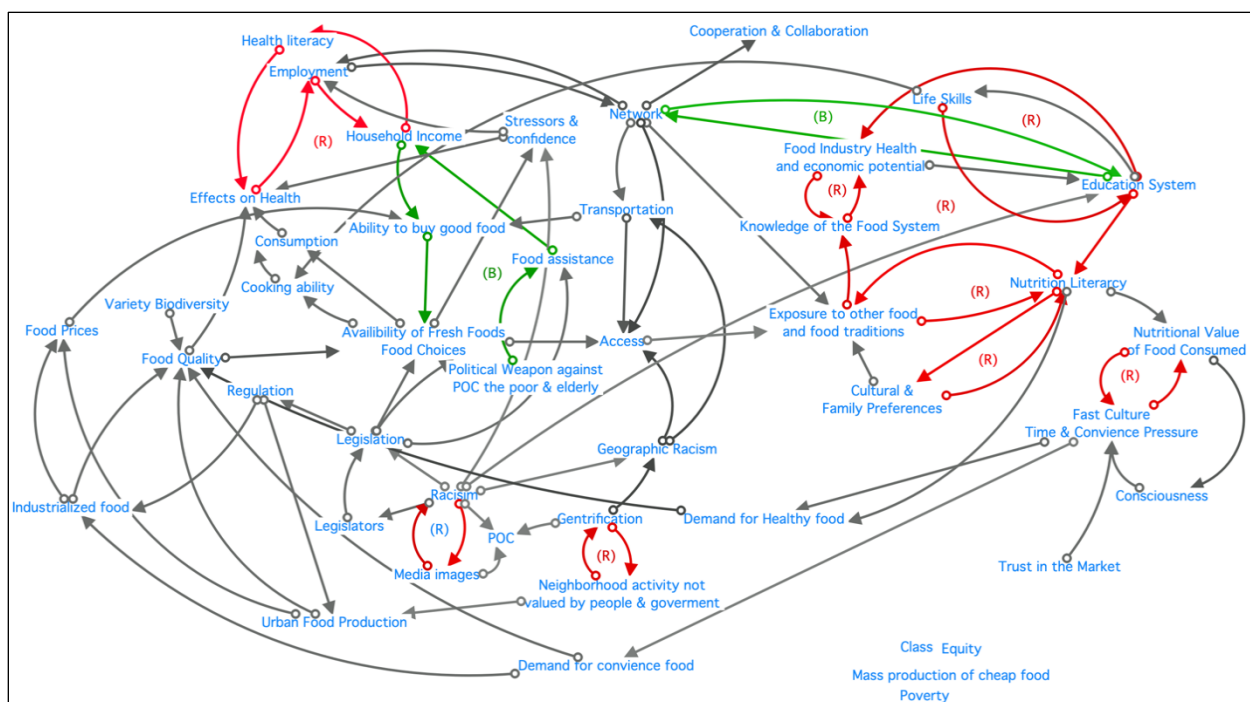 Cooperation & Collaboration
Health literacy
Employment
Network
Life Skills
Household Income
Stressors &
confidence
(B)
(R)
(R)
Food Industry Health
and economic potential
Education System
Effects on Health
(R)
(R)
Transportation
Ability to buy good food
Knowledge of the Food System
Consumption
Food assistance
(B)
Cooking ability
Nutrition Literarcy
(R)
Variety Biodiversity
Food Prices
Availibility of Fresh Foods
Food Choices
Access
Exposure to other food
and food traditions
Nutritional Value
of Food Consumed
Food Quality
Political Weapon against
POC the poor & elderly
(R)
(R)
Regulation
Cultural &
Family Preferences
Fast Culture
Time & Convience Pressure
Legislation
Geographic Racism
Racisim
Consciousness
Industrialized food
Legislators
(R)
POC
Gentrification
Demand for Healthy food
(R)
Media images
Neighborhood activity not
valued by people & goverment
Trust in the Market
Urban Food Production
Demand for convience food
Class
Equity
Mass production of cheap food
Poverty